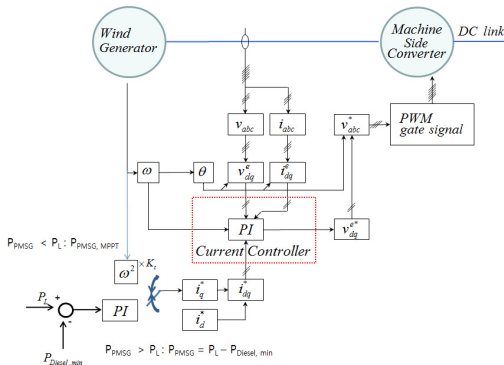 Wind
Generator
Machine
Side
Converter
DC link
v_abc
i_abc
v*_abc
PWM
gate signal
ω
θ
v^e_dq
i^e_dq
PI
v^e*_dq
Current Controller
P_PMSG < P_L : P_PMSG, MPPT
ω² × K_t
P_L
+
-
PI
i*_q
i*_dq
i*_d
P_Diesel,min
P_PMSG > P_L : P_PMSG = P_L − P_Diesel, min